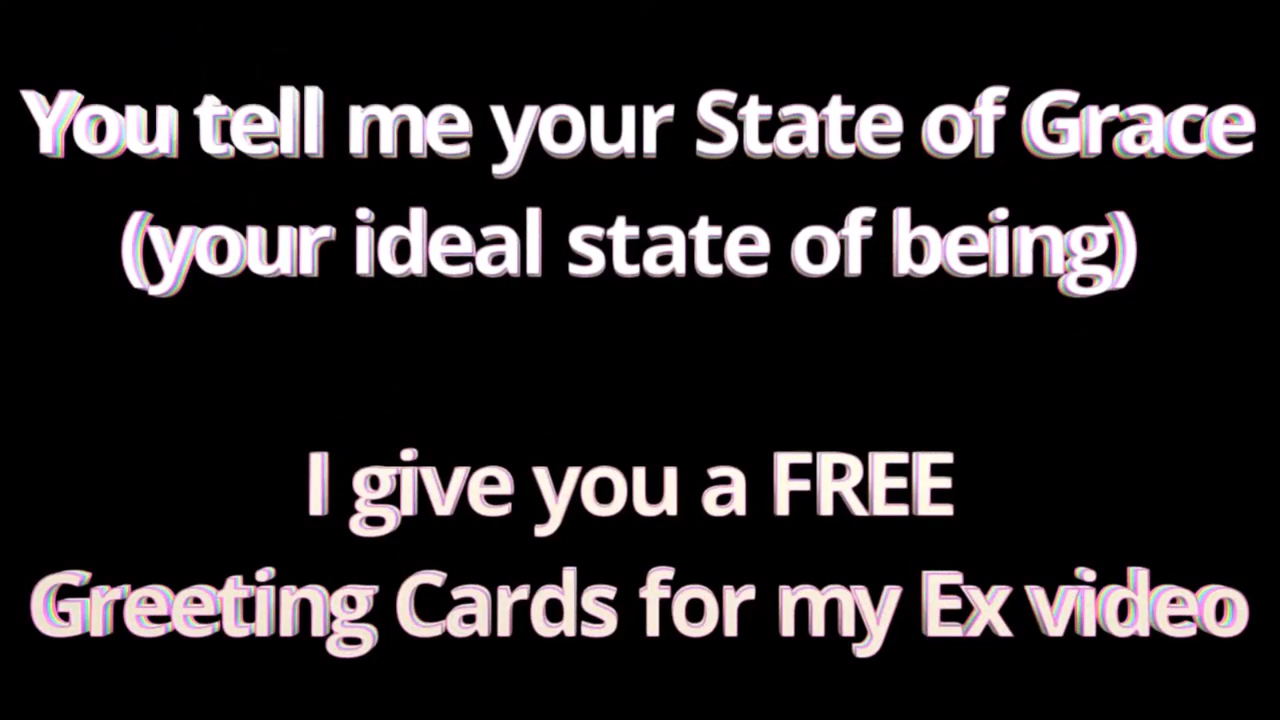 You tell me your State of Grace
(your ideal state of being)
I give you a FREE
Greeting Cards for my Ex video